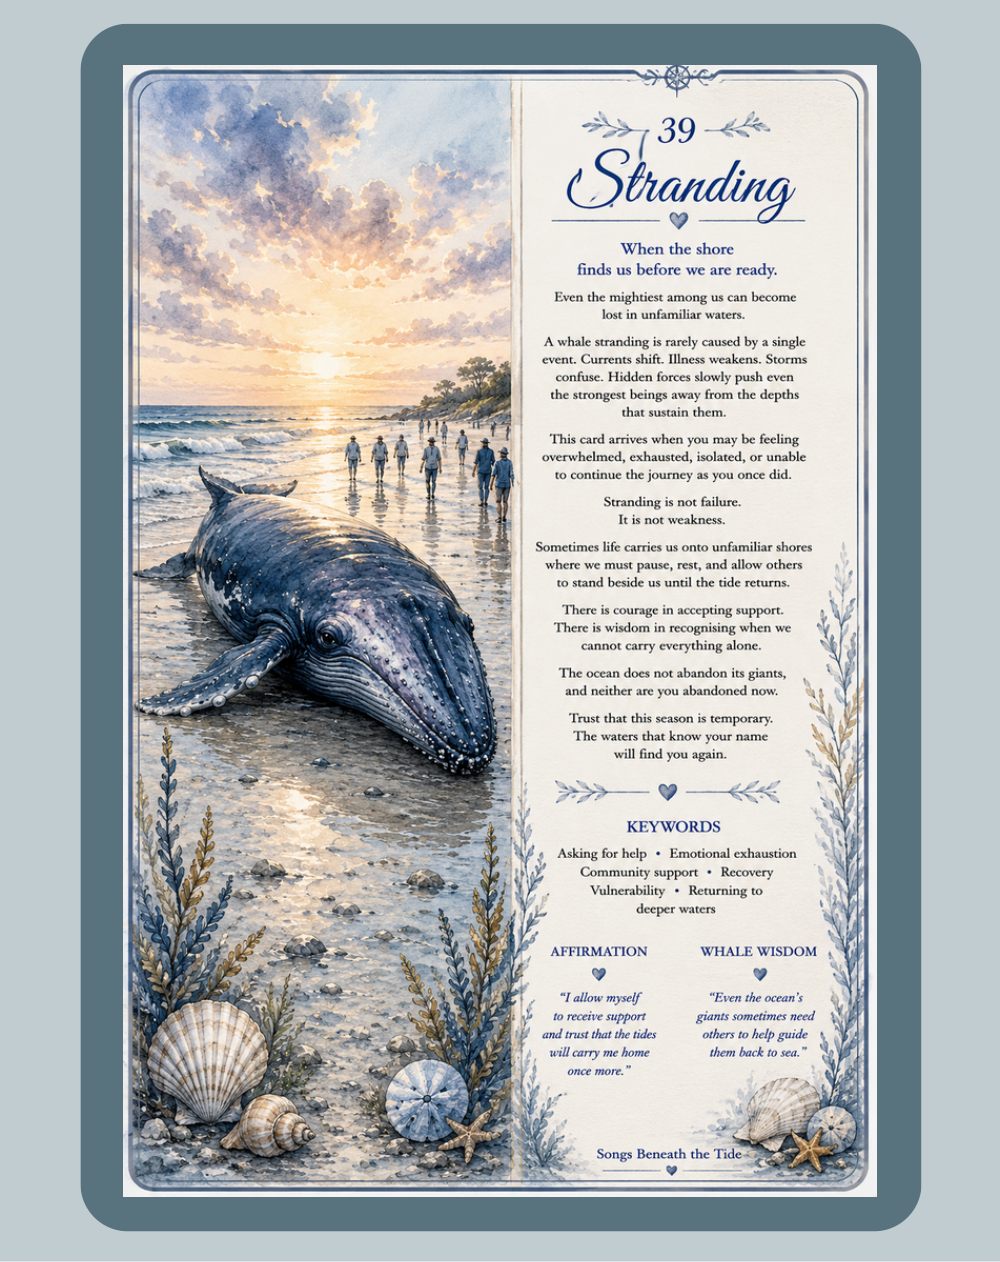 39
Stranding
When the shore
finds us before we are ready.
Even the mightiest among us can become
lost in unfamiliar waters.
A whale stranding is rarely caused by a single
event. Currents shift. Illness weakens. Storms
confuse. Hidden forces slowly push even
the strongest beings away from the depths
that sustain them.
This card arrives when you may be feeling
overwhelmed, exhausted, isolated, or unable
to continue the journey as you once did.
Stranding is not failure.
It is not weakness.
Sometimes life carries us onto unfamiliar shores
where we must pause, rest, and allow others
to stand beside us until the tide returns.
There is courage in accepting support.
There is wisdom in recognising when we
cannot carry everything alone.
The ocean does not abandon its giants,
and neither are you abandoned now.
Trust that this season is temporary.
The waters that know your name
will find you again.
KEYWORDS
Asking for help • Emotional exhaustion
Community support • Recovery
Vulnerability • Returning to
deeper waters
AFFIRMATION
“I allow myself
to receive support
and trust that the tides
will carry me home
once more.”
WHALE WISDOM
“Even the ocean’s
giants sometimes need
others to help guide
them back to sea.”
Songs Beneath the Tide